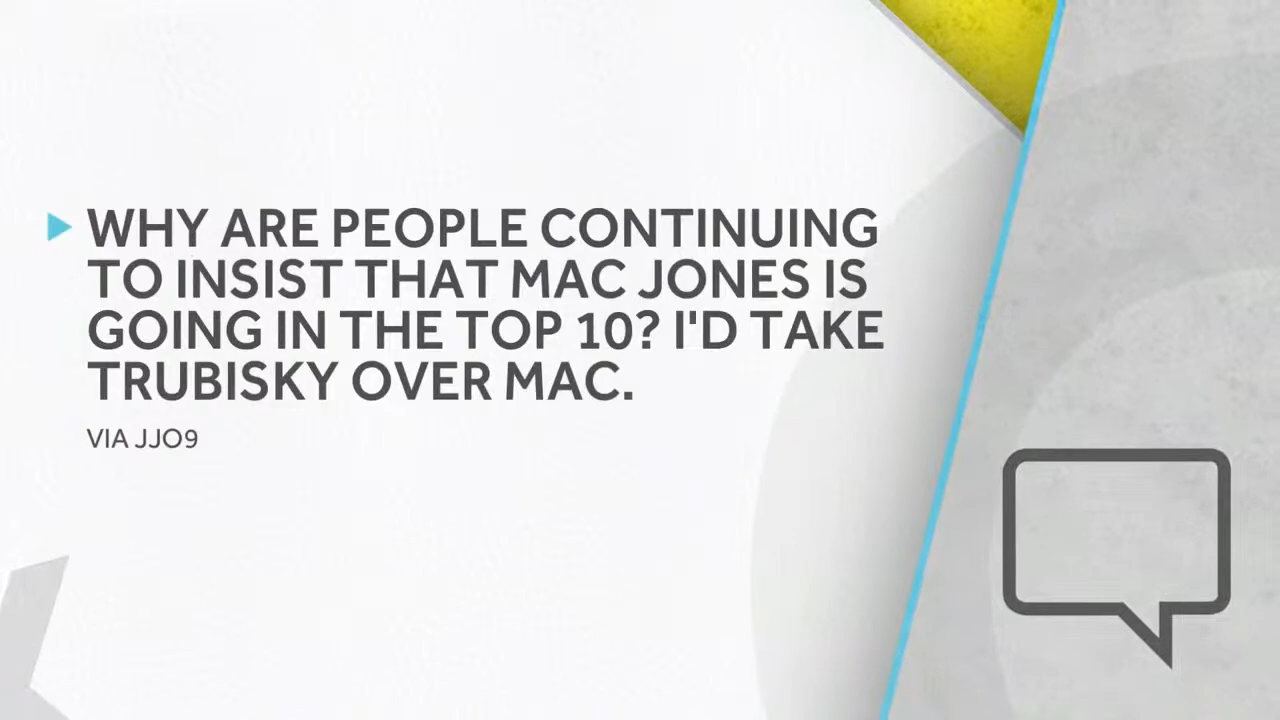 WHY ARE PEOPLE CONTINUING
TO INSIST THAT MAC JONES IS
GOING IN THE TOP 10? I'D TAKE
TRUBISKY OVER MAC.
VIA JJO9